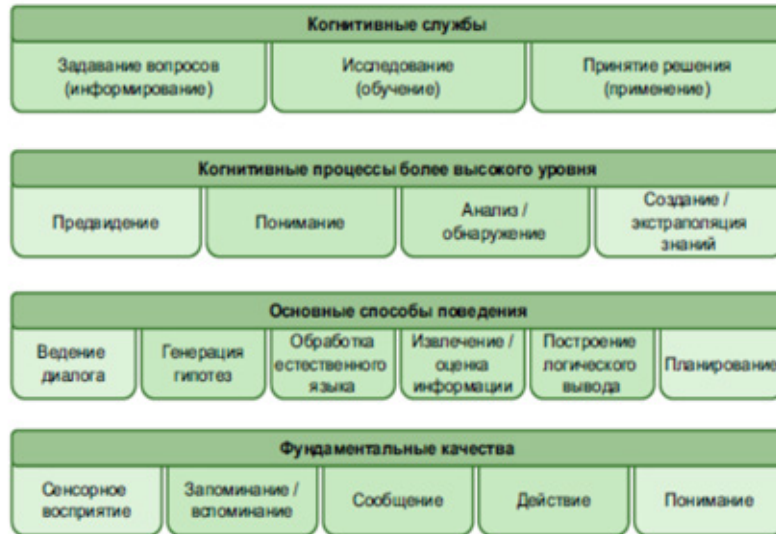 Когнитивные службы
Задавание вопросов
(информирование)
Исследование
(обучение)
Принятие решения
(применение)
Когнитивные процессы более высокого уровня
Предвидение
Понимание
Анализ /
обнаружение
Создание /
экстраполяция
знаний
Основные способы поведения
Ведение
диалога
Генерация
гипотез
Обработка
естественного
языка
Извлечение /
оценка
информации
Построение
логического
вывода
Планирование
Фундаментальные качества
Сенсорное
восприятие
Запоминание /
вспоминание
Сообщение
Действие
Понимание